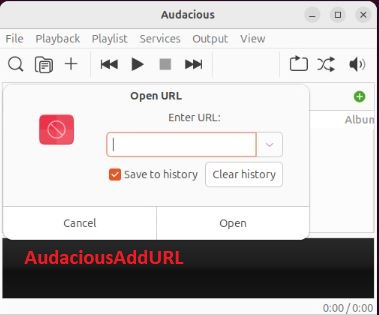 Audacious
File Playback Playlist Services Output View
Open URL
Album
Enter URL:
Save to history Clear history
Cancel Open
AudaciousAddURL
0:00 / 0:00